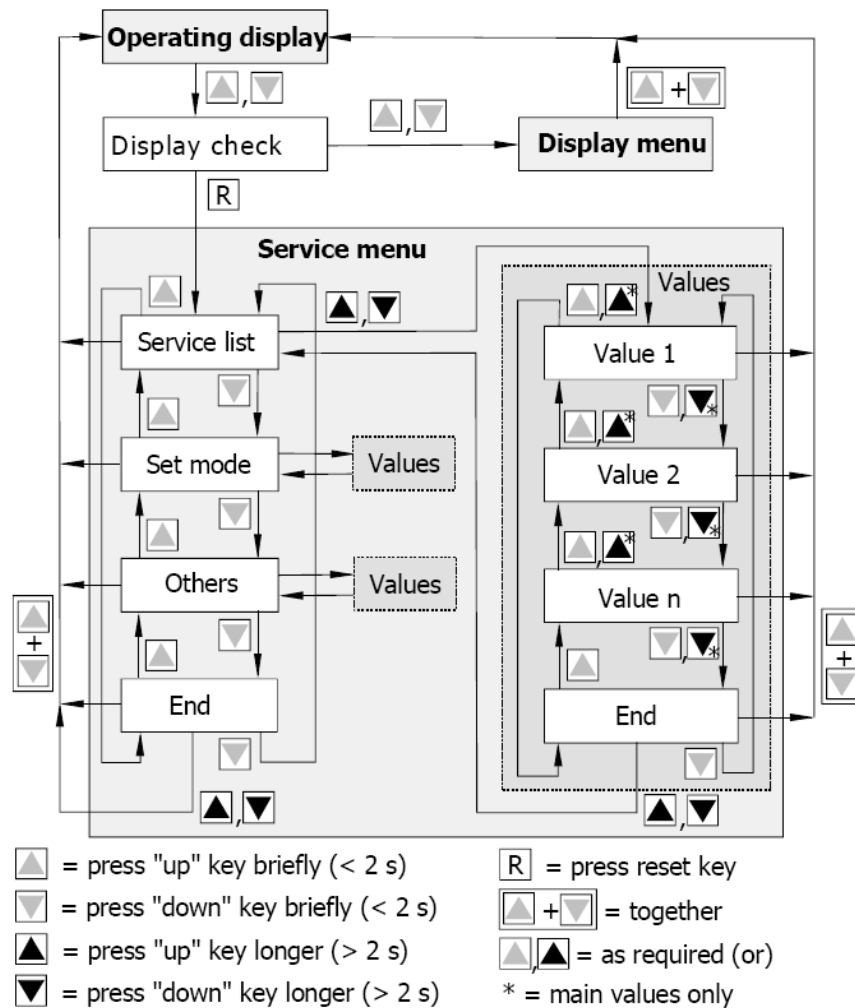 Operating display
,
Display check
,
Display menu
+
R
Service menu
Values
,*
,
Service list
Value 1
,*
,*
Set mode
Values
Value 2
,*
,*
Others
Values
Value n
+
,*
+
End
End
,
,
= press "up" key briefly (< 2 s)
= press "down" key briefly (< 2 s)
= press "up" key longer (> 2 s)
= press "down" key longer (> 2 s)
R = press reset key
+ = together
, = as required (or)
* = main values only